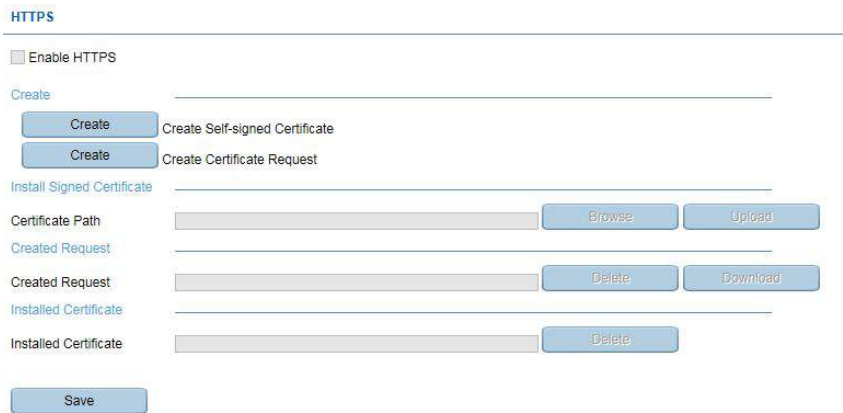 HTTPS
Enable HTTPS
Create
Create Create Self-signed Certificate
Create Create Certificate Request
Install Signed Certificate
Certificate Path Browse Upload
Created Request
Created Request Delete Download
Installed Certificate
Installed Certificate Delete
Save